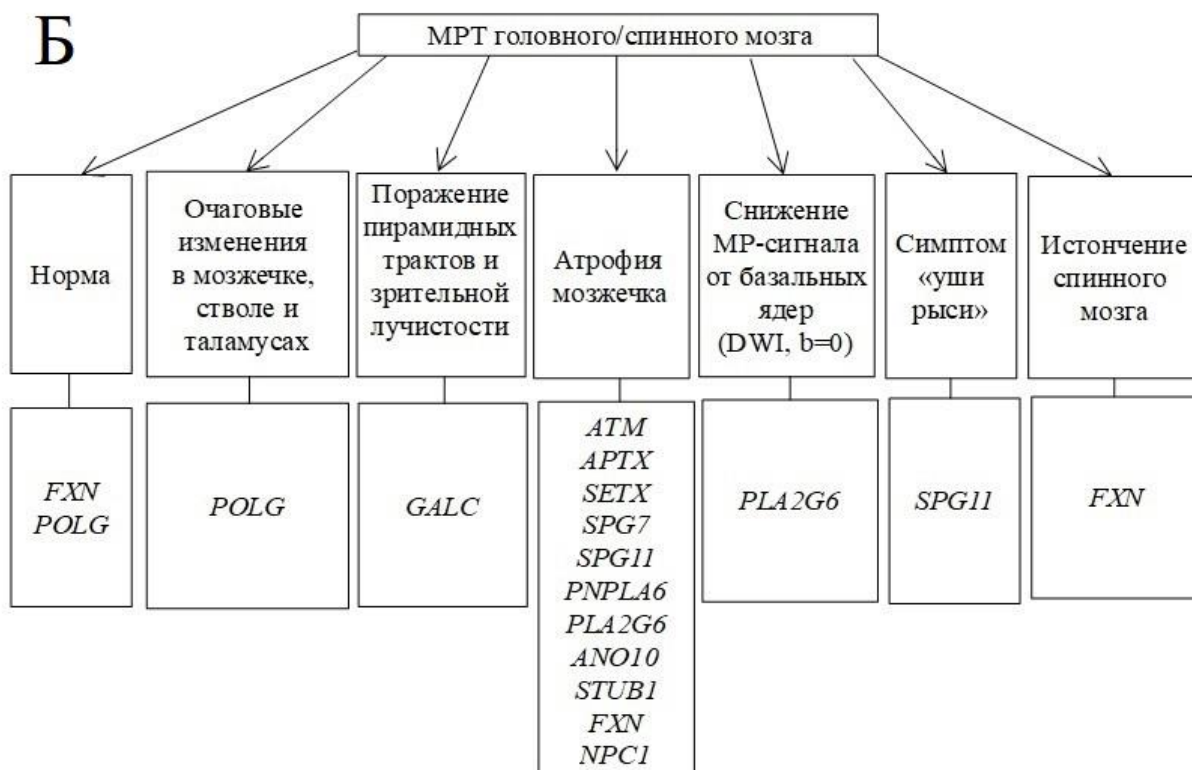 Б
МРТ головного/спинного мозга
Норма
Очаговые
изменения
в мозжечке,
стволе и
таламусах
Поражение
пирамидных
трактов и
зрительной
лучистости
Атрофия
мозжечка
Снижение
МР-сигнала
от базальных
ядер
(DWI, b=0)
Симптом
«уши
рыси»
Истончение
спинного
мозга
FXN
POLG
POLG
GALC
ATM
APTX
SETX
SPG7
SPG11
PNPLA6
PLA2G6
ANO10
STUB1
FXN
NPC1
PLA2G6
SPG11
FXN